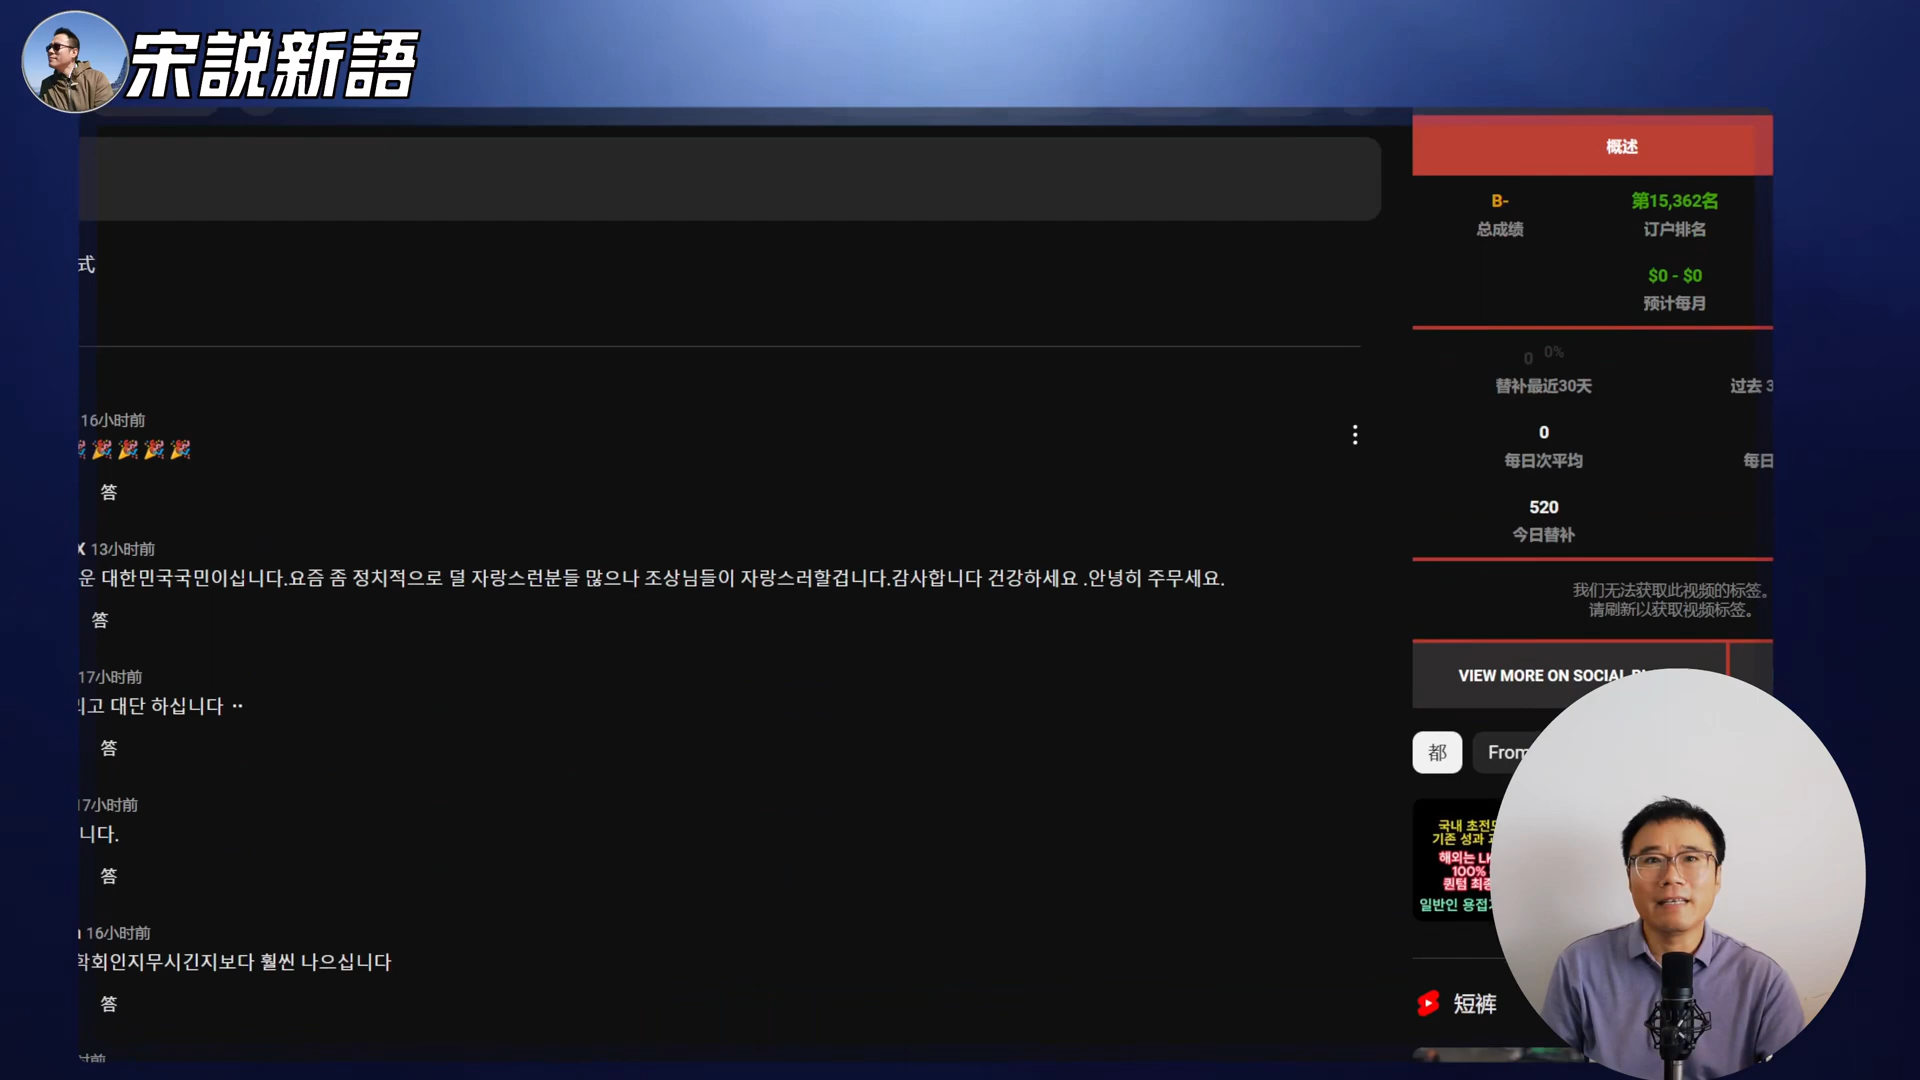 宋説新語
概述
B-
总成绩
第15,362名
订户排名
$0 - $0
预计每月
式
0 0%
替补最近30天
过去 3
16小时前
🎉🎉🎉🎉
答
0
每日次平均
每日
520
今日替补
X 13小时前
운 대한민국국민이십니다.요즘 좀 정치적으로 덜 자랑스런분들 많으나 조상님들이 자랑스러할겁니다.감사합니다 건강하세요 .안녕히 주무세요.
答
我们无法获取此视频的标签。
请刷新以获取视频标签。
17小时前
리고 대단 하십니다 ··
答
VIEW MORE ON SOCIAL
都
From
17小时前
니다.
答
국내 초전도
기존 성과
해외는 LK
100%
퀀텀 최종
일반인 용접
16小时前
학회인지무시긴지보다 훨씬 나으십니다
答
短裤
时前